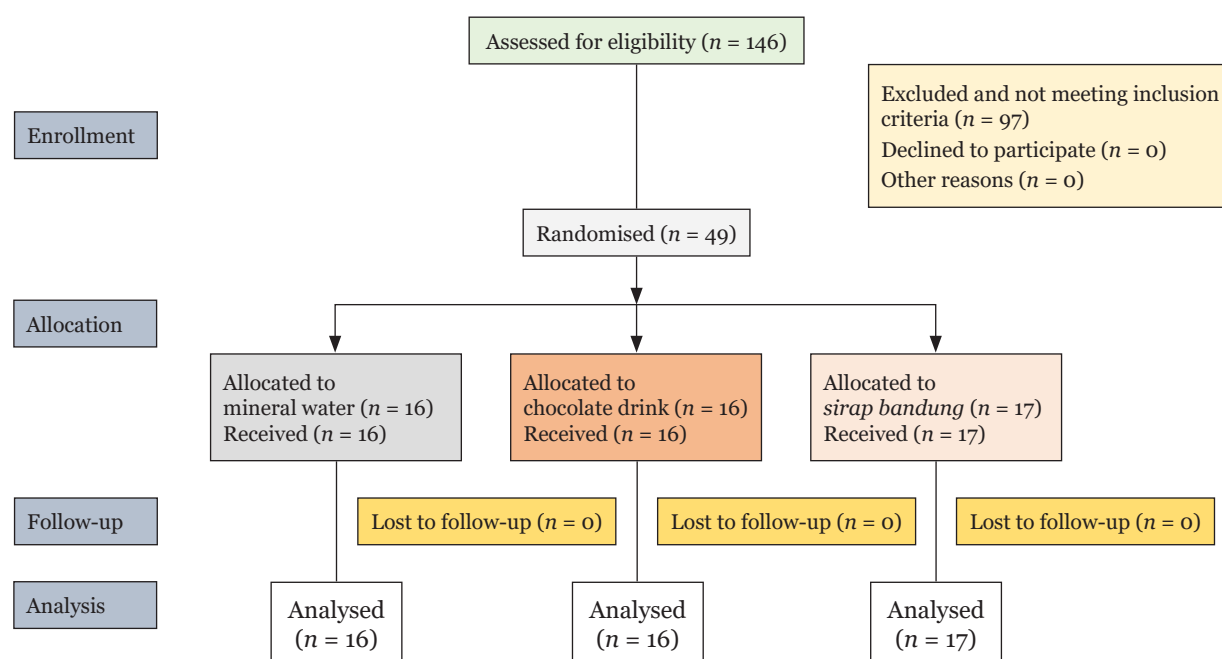 Assessed for eligibility (n = 146)
Excluded and not meeting inclusion
criteria (n = 97)
Declined to participate (n = 0)
Other reasons (n = 0)
Enrollment
Randomised (n = 49)
Allocation
Allocated to
mineral water (n = 16)
Received (n = 16)
Allocated to
chocolate drink (n = 16)
Received (n = 16)
Allocated to
sirap bandung (n = 17)
Received (n = 17)
Follow-up
Lost to follow-up (n = 0)
Lost to follow-up (n = 0)
Lost to follow-up (n = 0)
Analysis
Analysed
(n = 16)
Analysed
(n = 16)
Analysed
(n = 17)